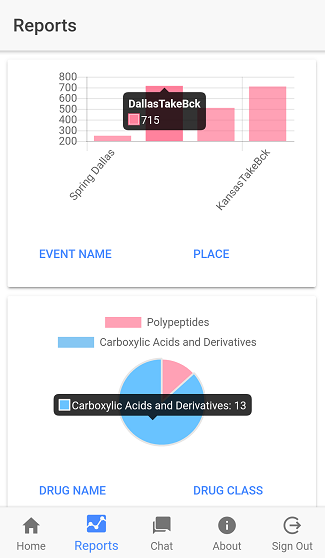 Reports
800
700
600
500
400
300
200
DallasTakeBck
715
Spring Dallas
KansasTakeBck
EVENT NAME
PLACE
Polypeptides
Carboxylic Acids and Derivatives
Carboxylic Acids and Derivatives: 13
DRUG NAME
DRUG CLASS
Home
Reports
Chat
About
Sign Out